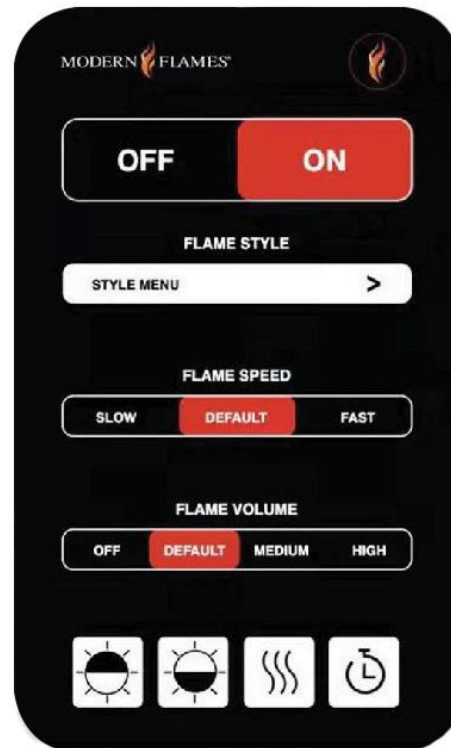 MODERN FLAMES®
OFF ON
FLAME STYLE
STYLE MENU >
FLAME SPEED
SLOW DEFAULT FAST
FLAME VOLUME
OFF DEFAULT MEDIUM HIGH